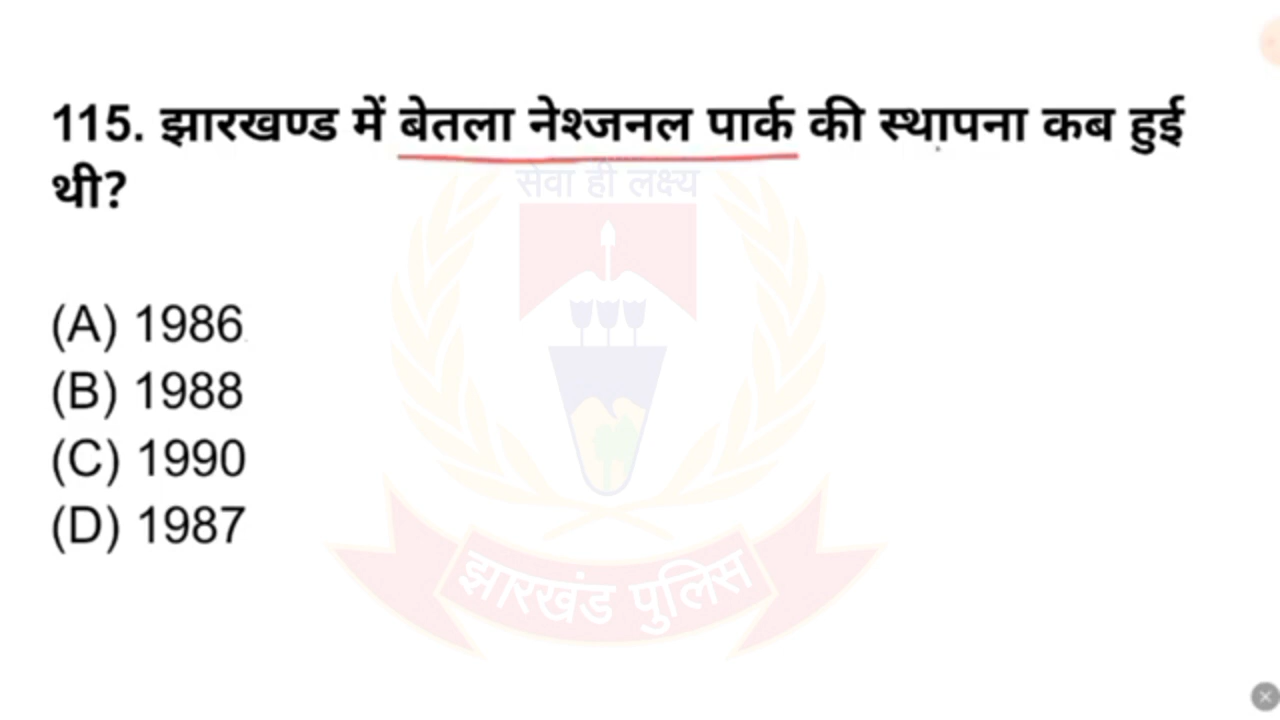 115. झारखण्ड में बेतला नेश्जनल पार्क की स्थापना कब हुई
थी?
सेवा ही लक्ष्य
(A) 1986
(B) 1988
(C) 1990
(D) 1987
झारखंड पुलिस